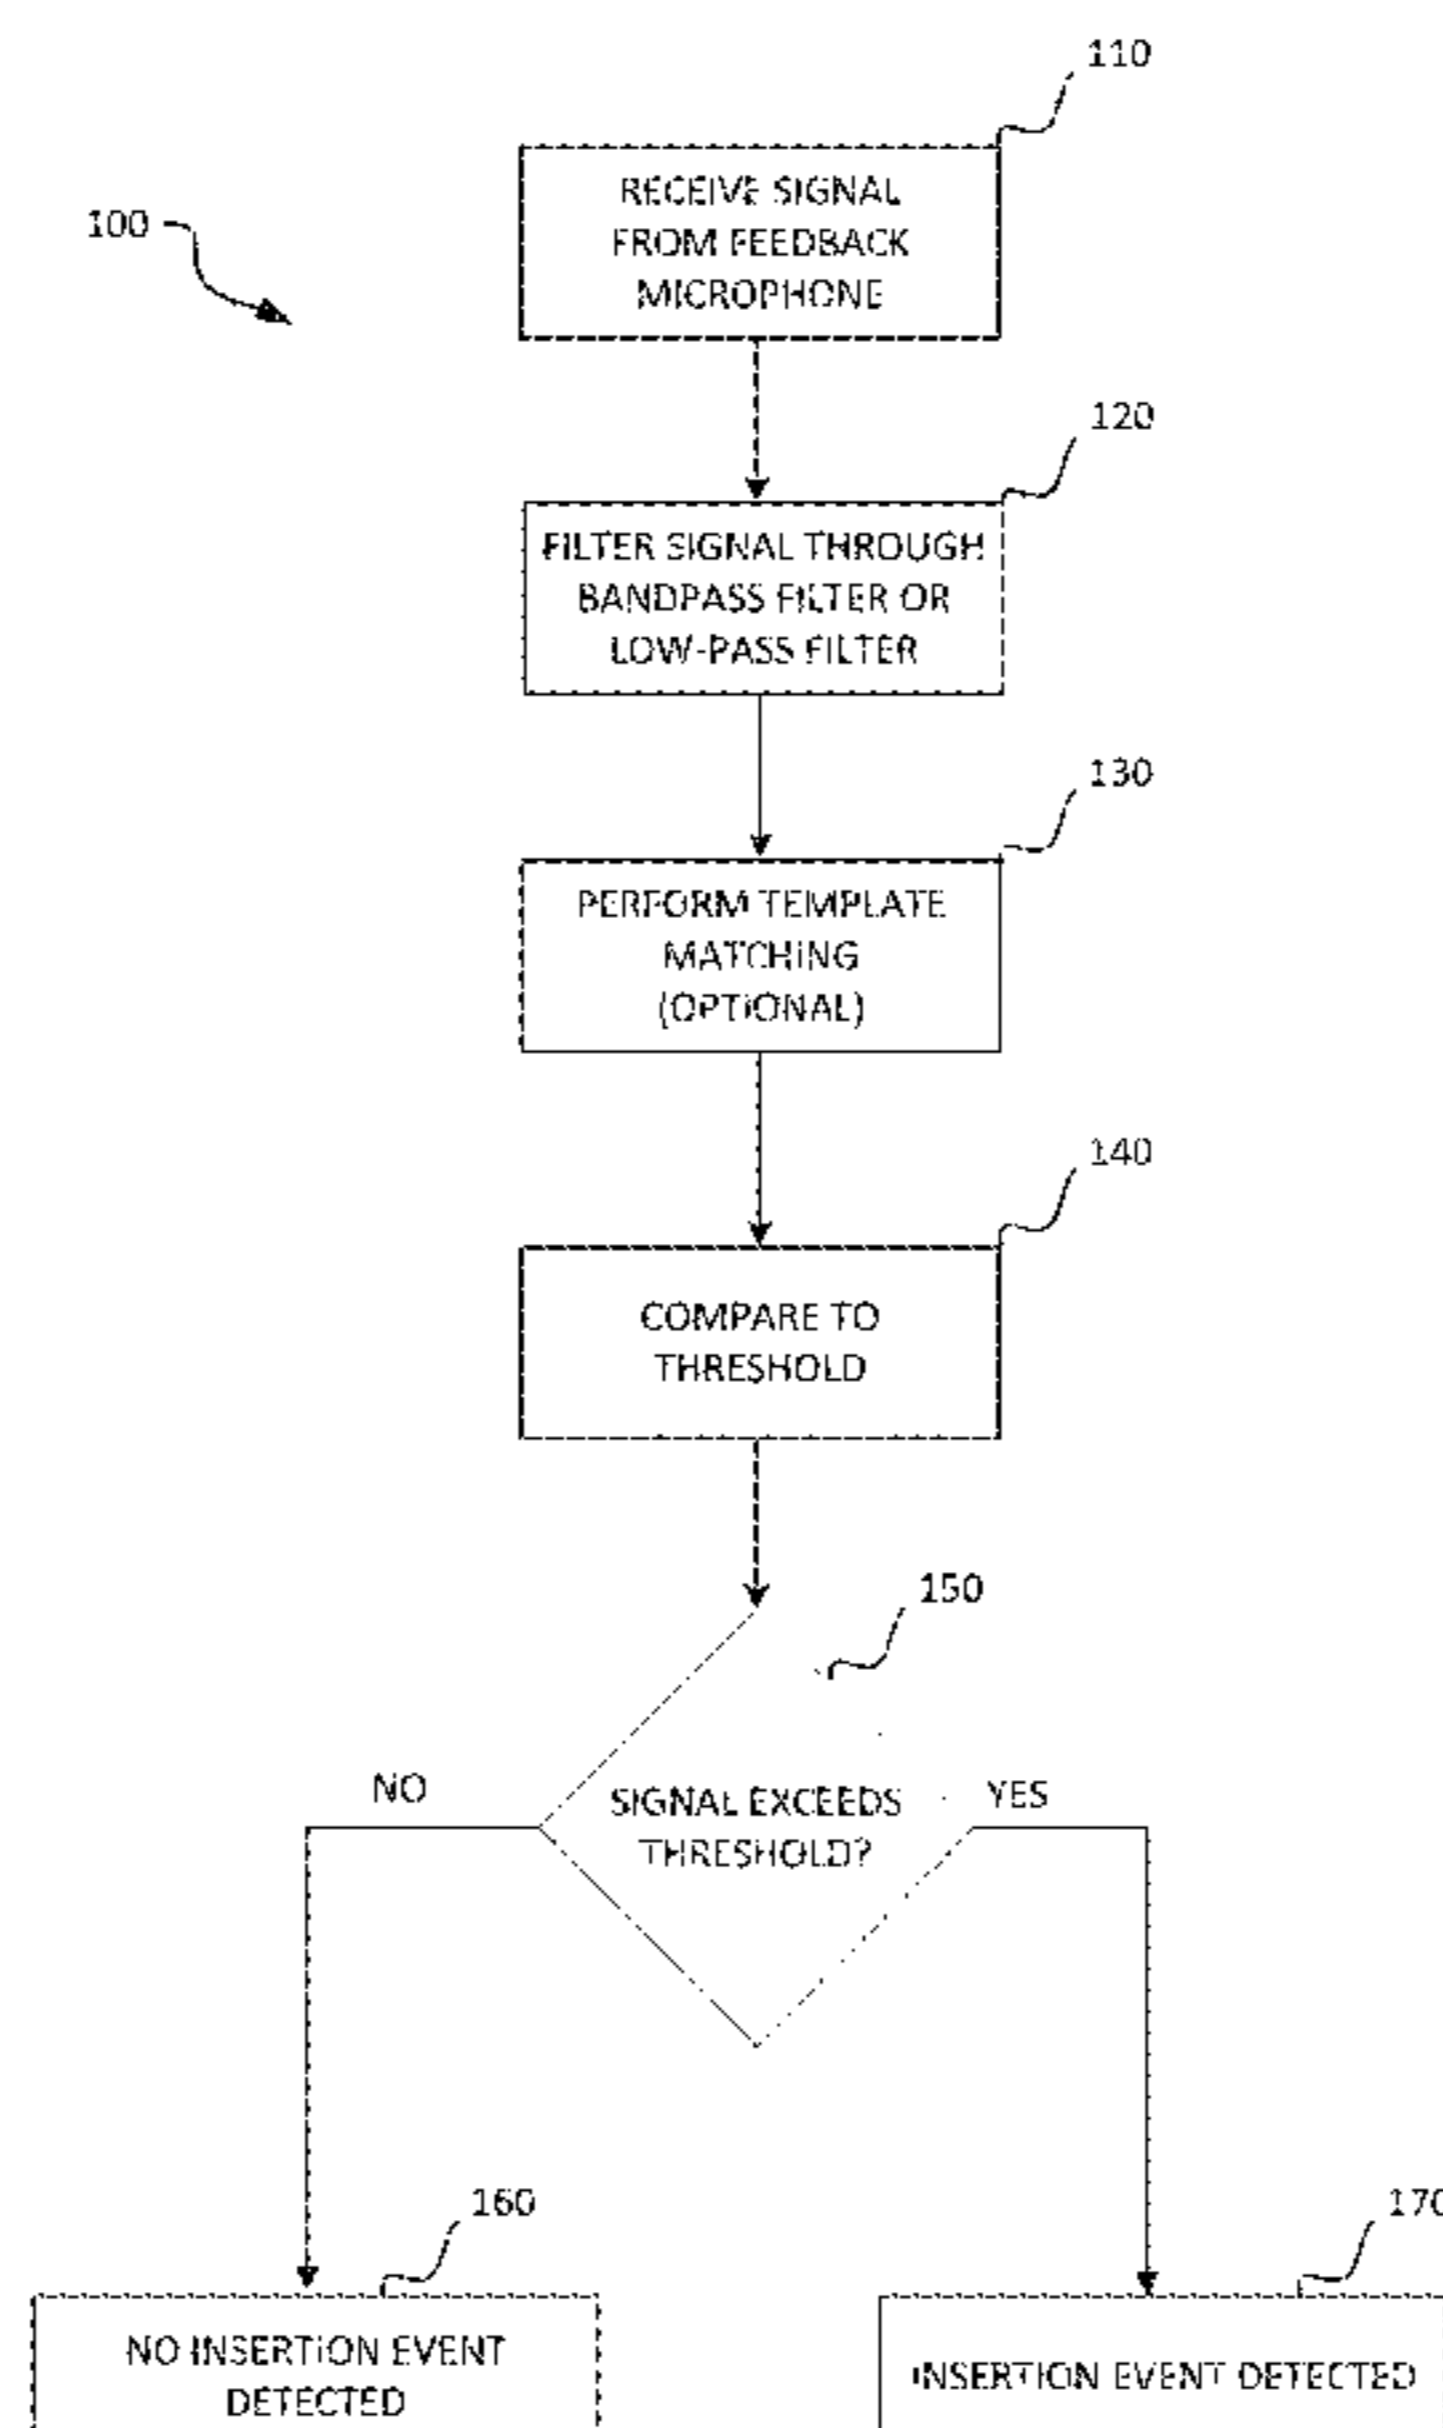 110
100
RECEIVE SIGNAL
FROM FEEDBACK
MICROPHONE
120
FILTER SIGNAL THROUGH
BANDPASS FILTER OR
LOW-PASS FILTER
130
PERFORM TEMPLATE
MATCHING
(OPTIONAL)
140
COMPARE TO
THRESHOLD
150
NO
YES
SIGNAL EXCEEDS
THRESHOLD?
160
170
NO INSERTION EVENT
DETECTED
INSERTION EVENT DETECTED